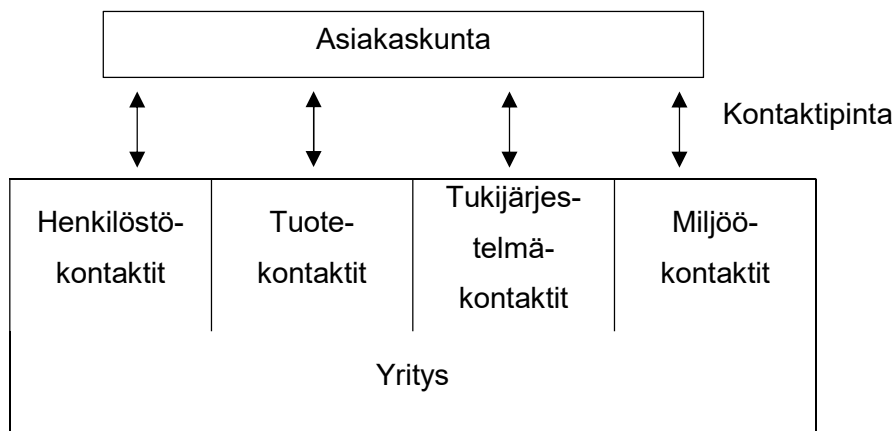 Asiakaskunta
Kontaktipinta
Henkilöstö-
kontaktit
Tuote-
kontaktit
Tukijärjes-
telmä-
kontaktit
Miljöö-
kontaktit
Yritys